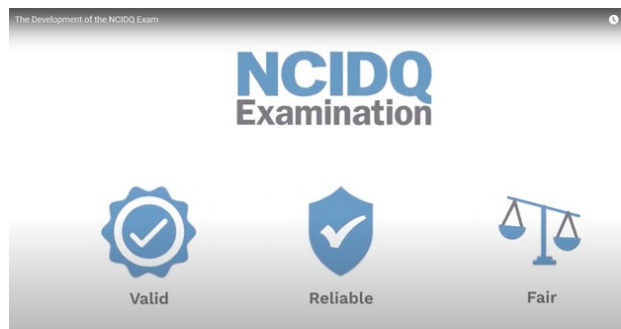 The Development of the NCIDQ Exam
NCIDQ
Examination
Valid
Reliable
Fair